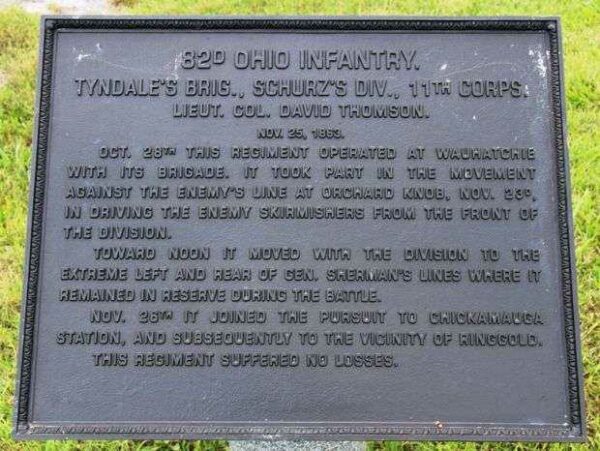 82D OHIO INFANTRY.
TYNDALE'S BRIG., SCHURZ'S DIV., 11TH CORPS.
LIEUT. COL. DAVID THOMSON.
NOV. 25, 1863.
OCT. 28TH THIS REGIMENT OPERATED AT WAUHATCHIE
WITH ITS BRIGADE. IT TOOK PART IN THE MOVEMENT
AGAINST THE ENEMY'S LINE AT ORCHARD KNOB, NOV. 23D,
IN DRIVING THE ENEMY SKIRMISHERS FROM THE FRONT OF
THE DIVISION.
TOWARD NOON IT MOVED WITH THE DIVISION TO THE
EXTREME LEFT AND REAR OF GEN. SHERMAN'S LINES WHERE IT
REMAINED IN RESERVE DURING THE BATTLE.
NOV. 26TH IT JOINED THE PURSUIT TO CHICKAMAUGA
STATION, AND SUBSEQUENTLY TO THE VICINITY OF RINGGOLD.
THIS REGIMENT SUFFERED NO LOSSES.